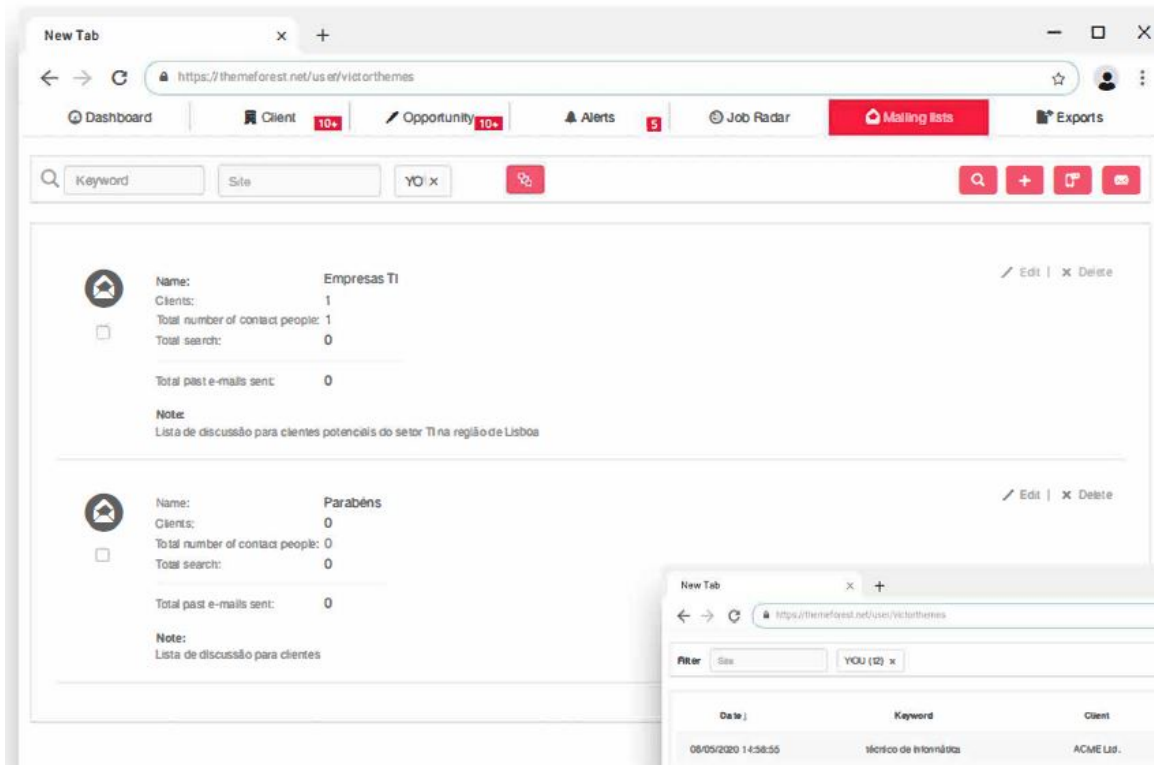 New Tab
https://themeforest.net/user/victorthemes
Dashboard Client 10+ Opportunity 10+ Alerts 5 Job Radar Mailing lists Exports
Keyword Site YO x
Name: Empresas TI Edit | x Delete
Clients: 1
Total number of contact people: 1
Total search: 0
Total past e-mails sent: 0
Note:
Lista de discussão para clientes potenciais do setor TI na região de Lisboa
Name: Parabéns Edit | x Delete
Clients: 0
Total number of contact people: 0
Total search: 0
Total past e-mails sent: 0
Note:
Lista de discussão para clientes
New Tab
https://themeforest.net/user/victorthemes
Filter Site YOU (12) x
Date↓ Keyword Client
08/05/2020 14:58:55 técnico de informática ACME Ltd.